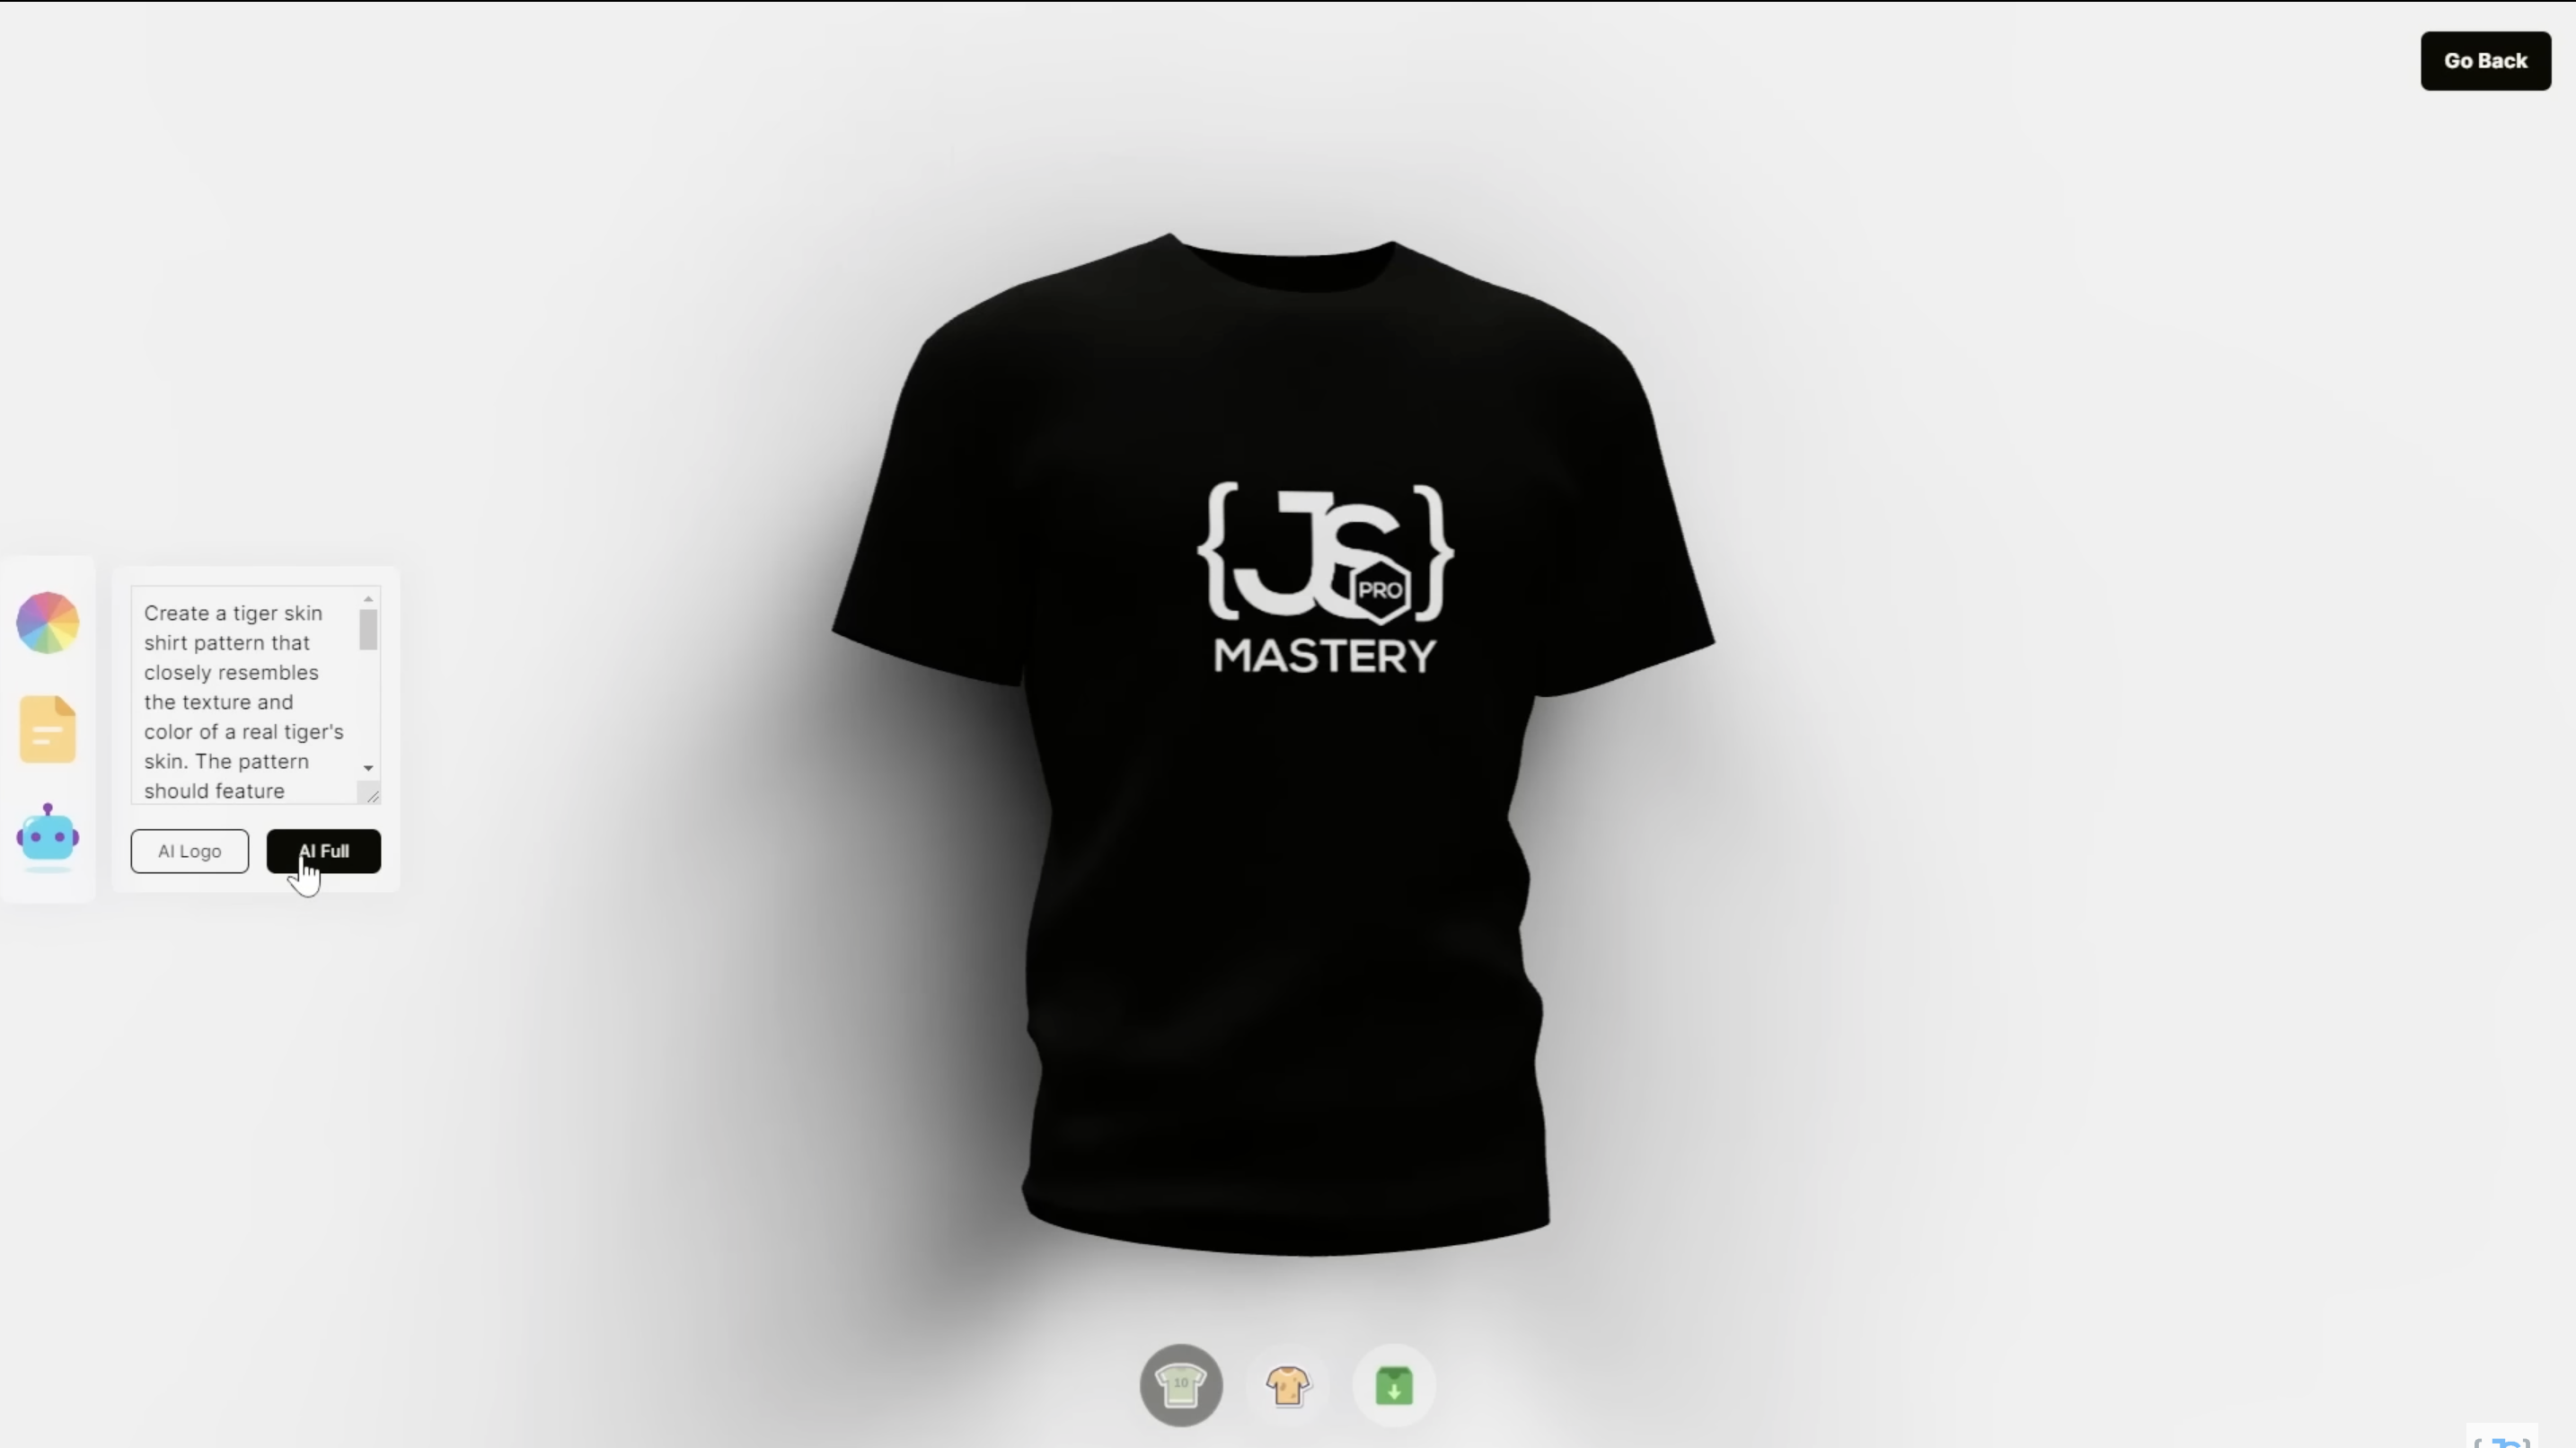 Go Back
{JS}
PRO
MASTERY
Create a tiger skin
shirt pattern that
closely resembles
the texture and
color of a real tiger's
skin. The pattern
should feature
AI Logo
AI Full
10